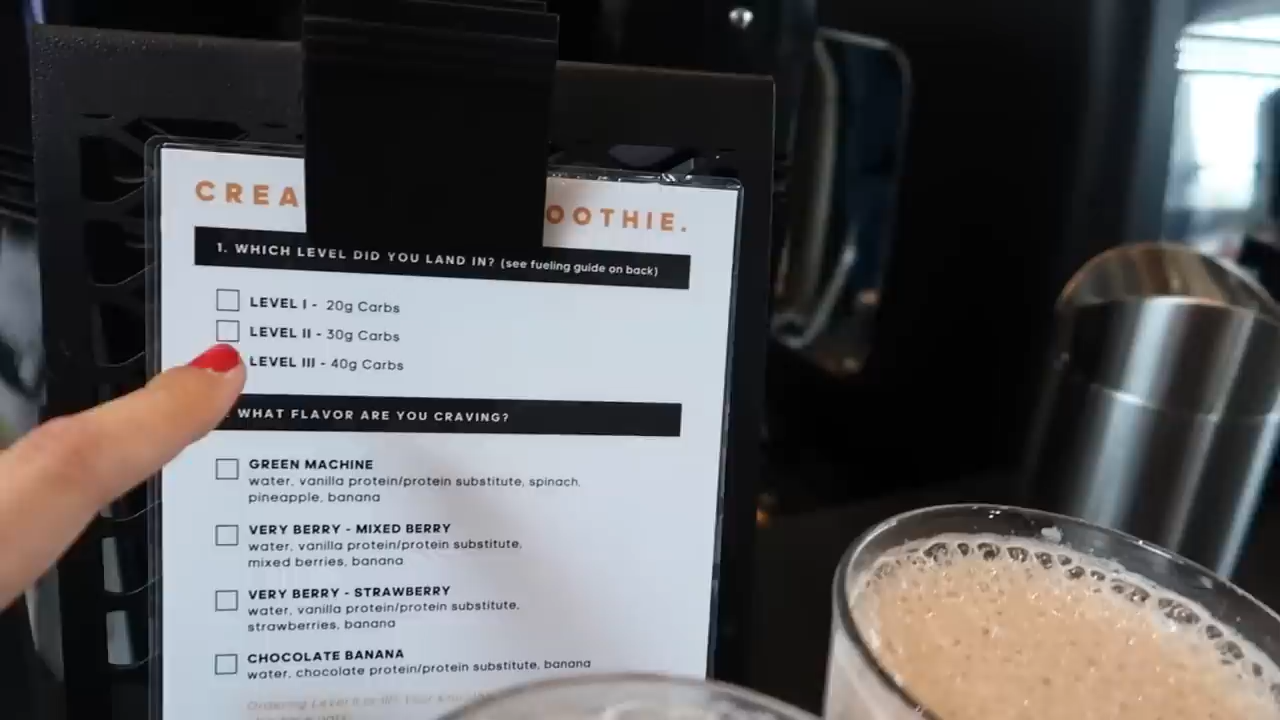 CREA OOTHIE.
1. WHICH LEVEL DID YOU LAND IN? (see fueling guide on back)
LEVEL I - 20g Carbs
LEVEL II - 30g Carbs
LEVEL III - 40g Carbs
WHAT FLAVOR ARE YOU CRAVING?
GREEN MACHINE
water, vanilla protein/protein substitute, spinach,
pineapple, banana
VERY BERRY - MIXED BERRY
water, vanilla protein/protein substitute,
mixed berries, banana
VERY BERRY - STRAWBERRY
water, vanilla protein/protein substitute,
strawberries, banana
CHOCOLATE BANANA
water, chocolate protein/protein substitute, banana
Ordering Level